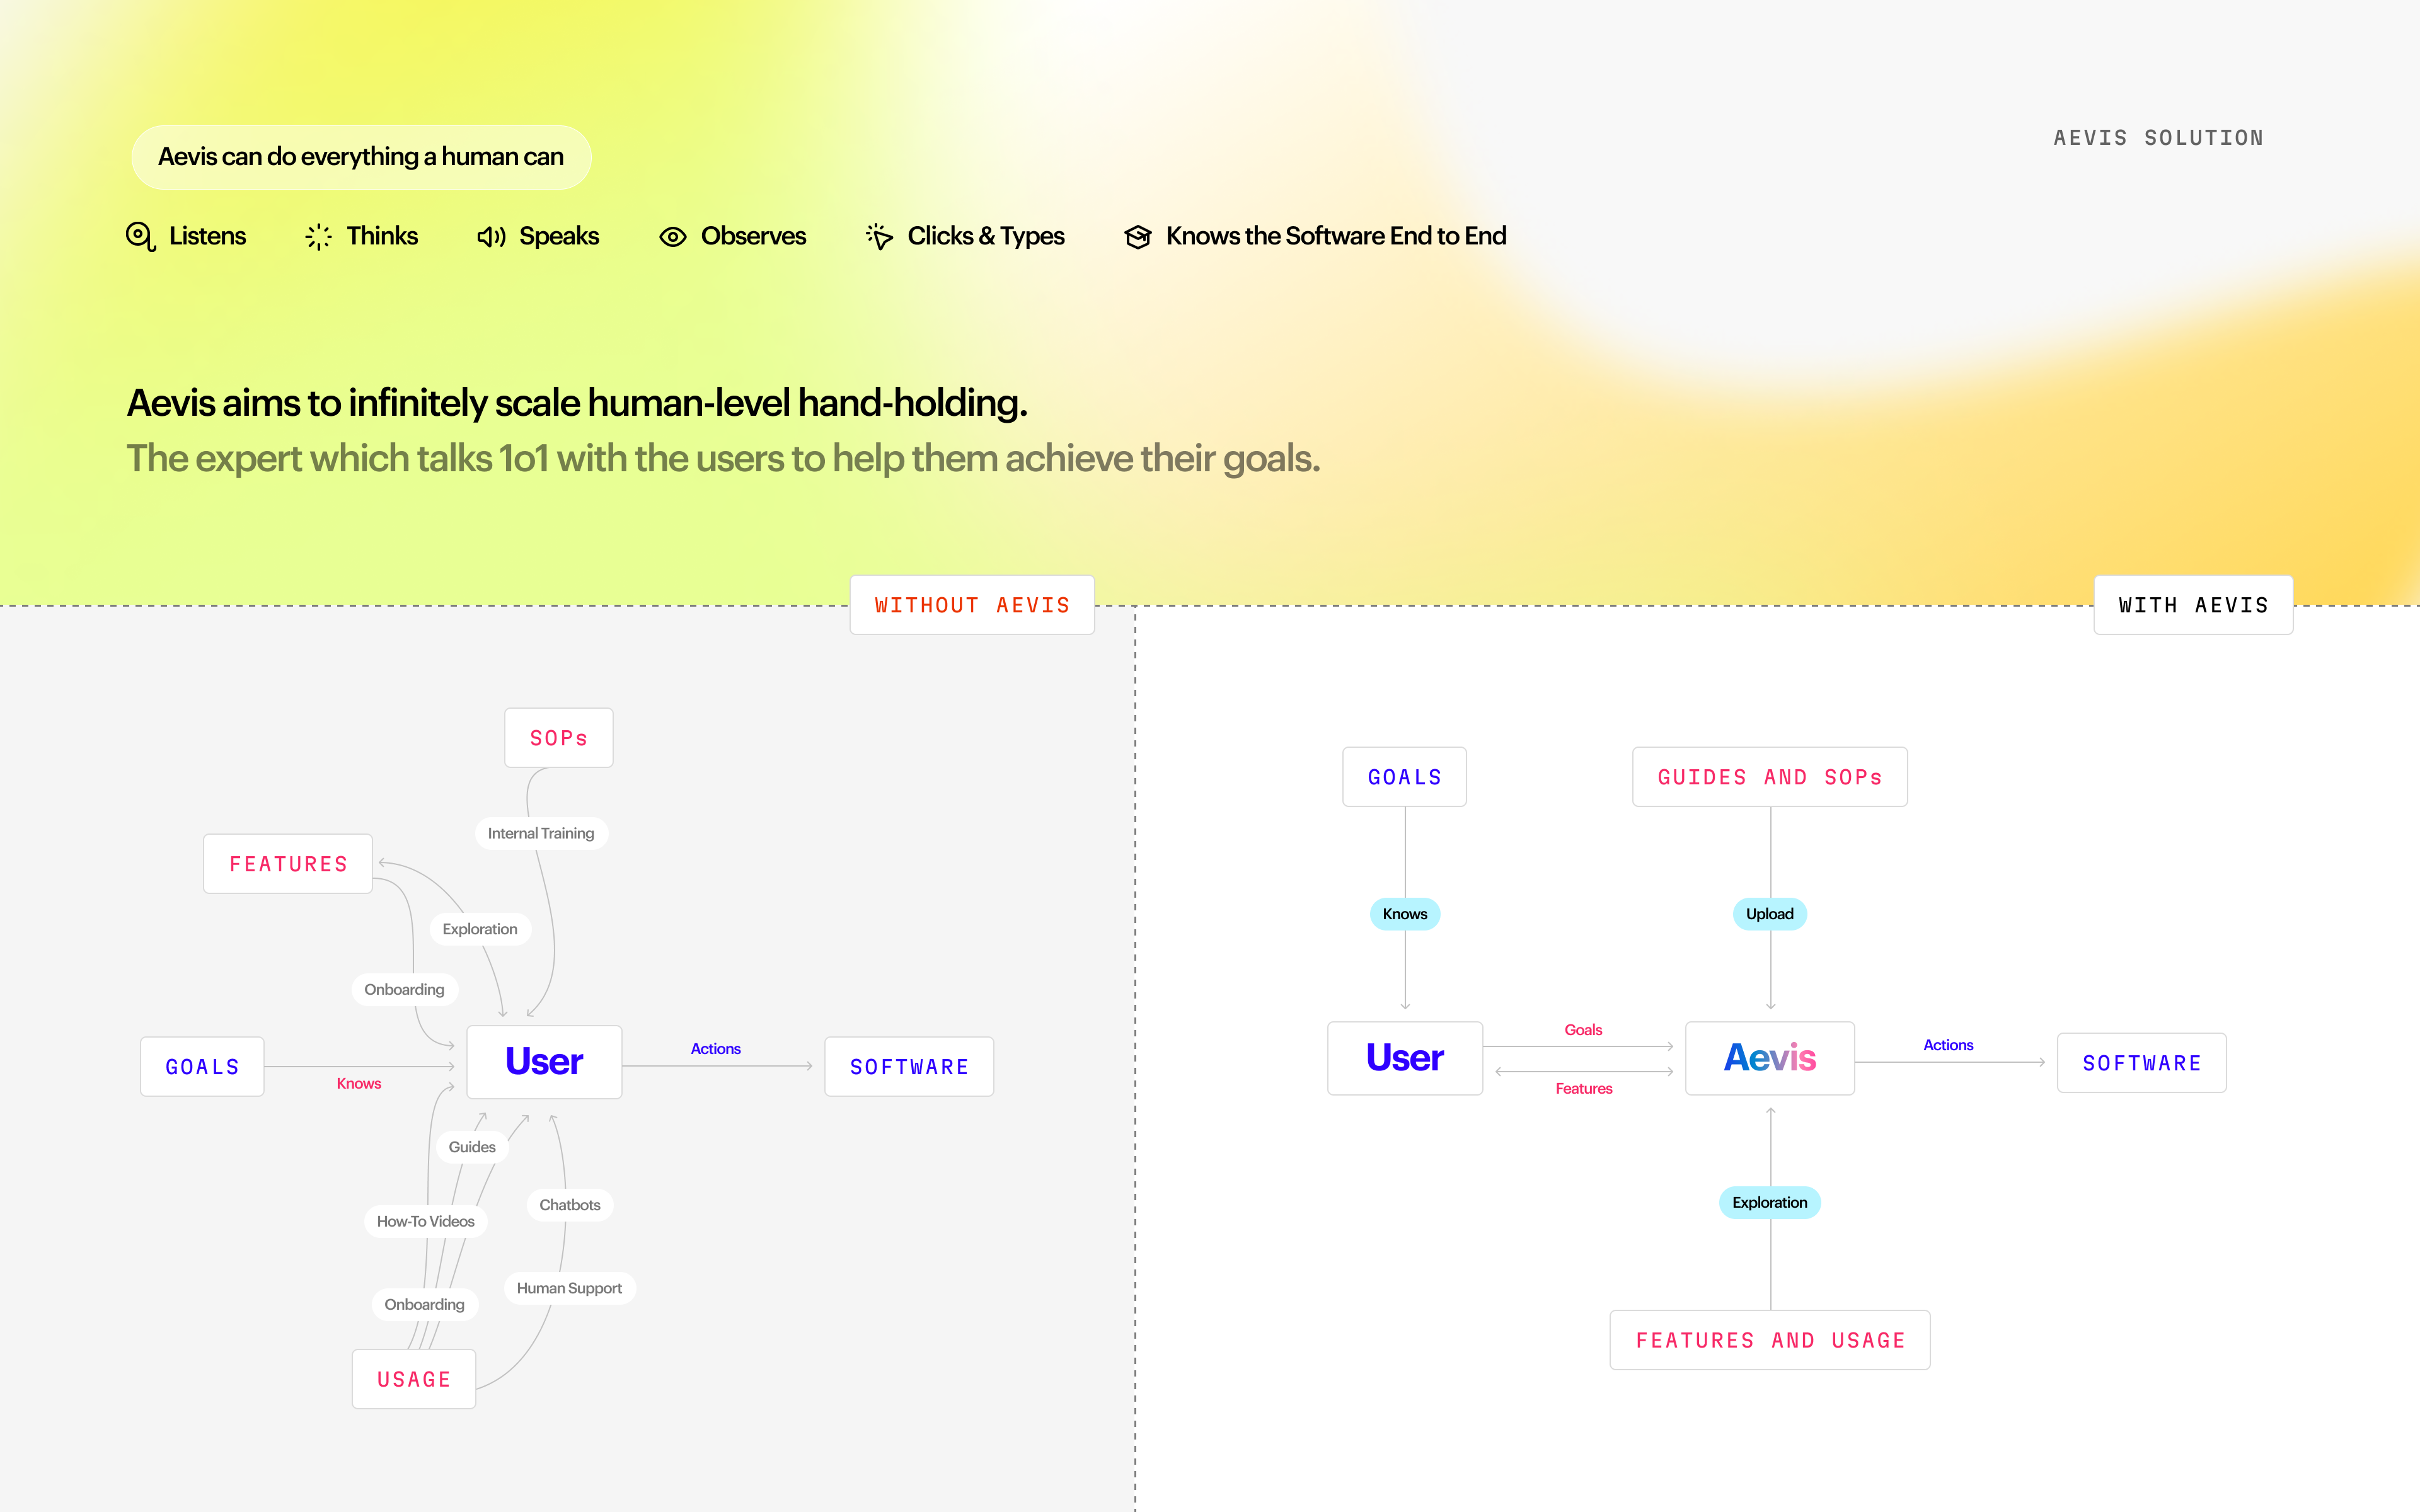 Aevis can do everything a human can
AEVIS SOLUTION
Listens
Thinks
Speaks
Observes
Clicks & Types
Knows the Software End to End
Aevis aims to infinitely scale human-level hand-holding.
The expert which talks 1o1 with the users to help them achieve their goals.
WITHOUT AEVIS
SOPs
Internal Training
FEATURES
Exploration
Onboarding
GOALS
Knows
User
Actions
SOFTWARE
Guides
Chatbots
How-To Videos
Human Support
Onboarding
USAGE
WITH AEVIS
GOALS
GUIDES AND SOPs
Knows
Upload
User
Goals
Features
Aevis
Actions
SOFTWARE
Exploration
FEATURES AND USAGE